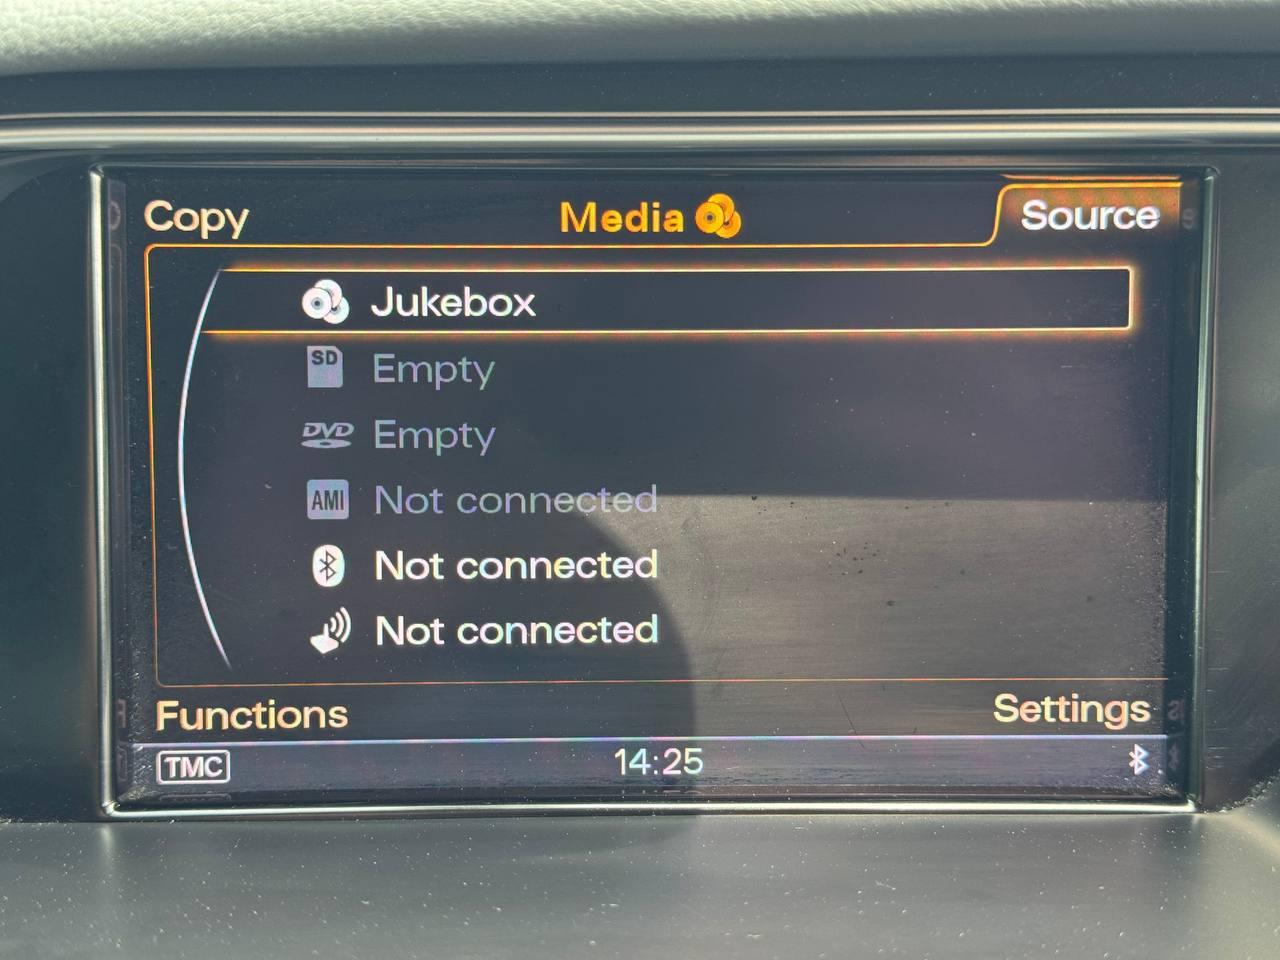 Copy
Media
Source
Jukebox
SD Empty
DVD Empty
AMI Not connected
Not connected
Not connected
Functions
Settings
TMC
14:25